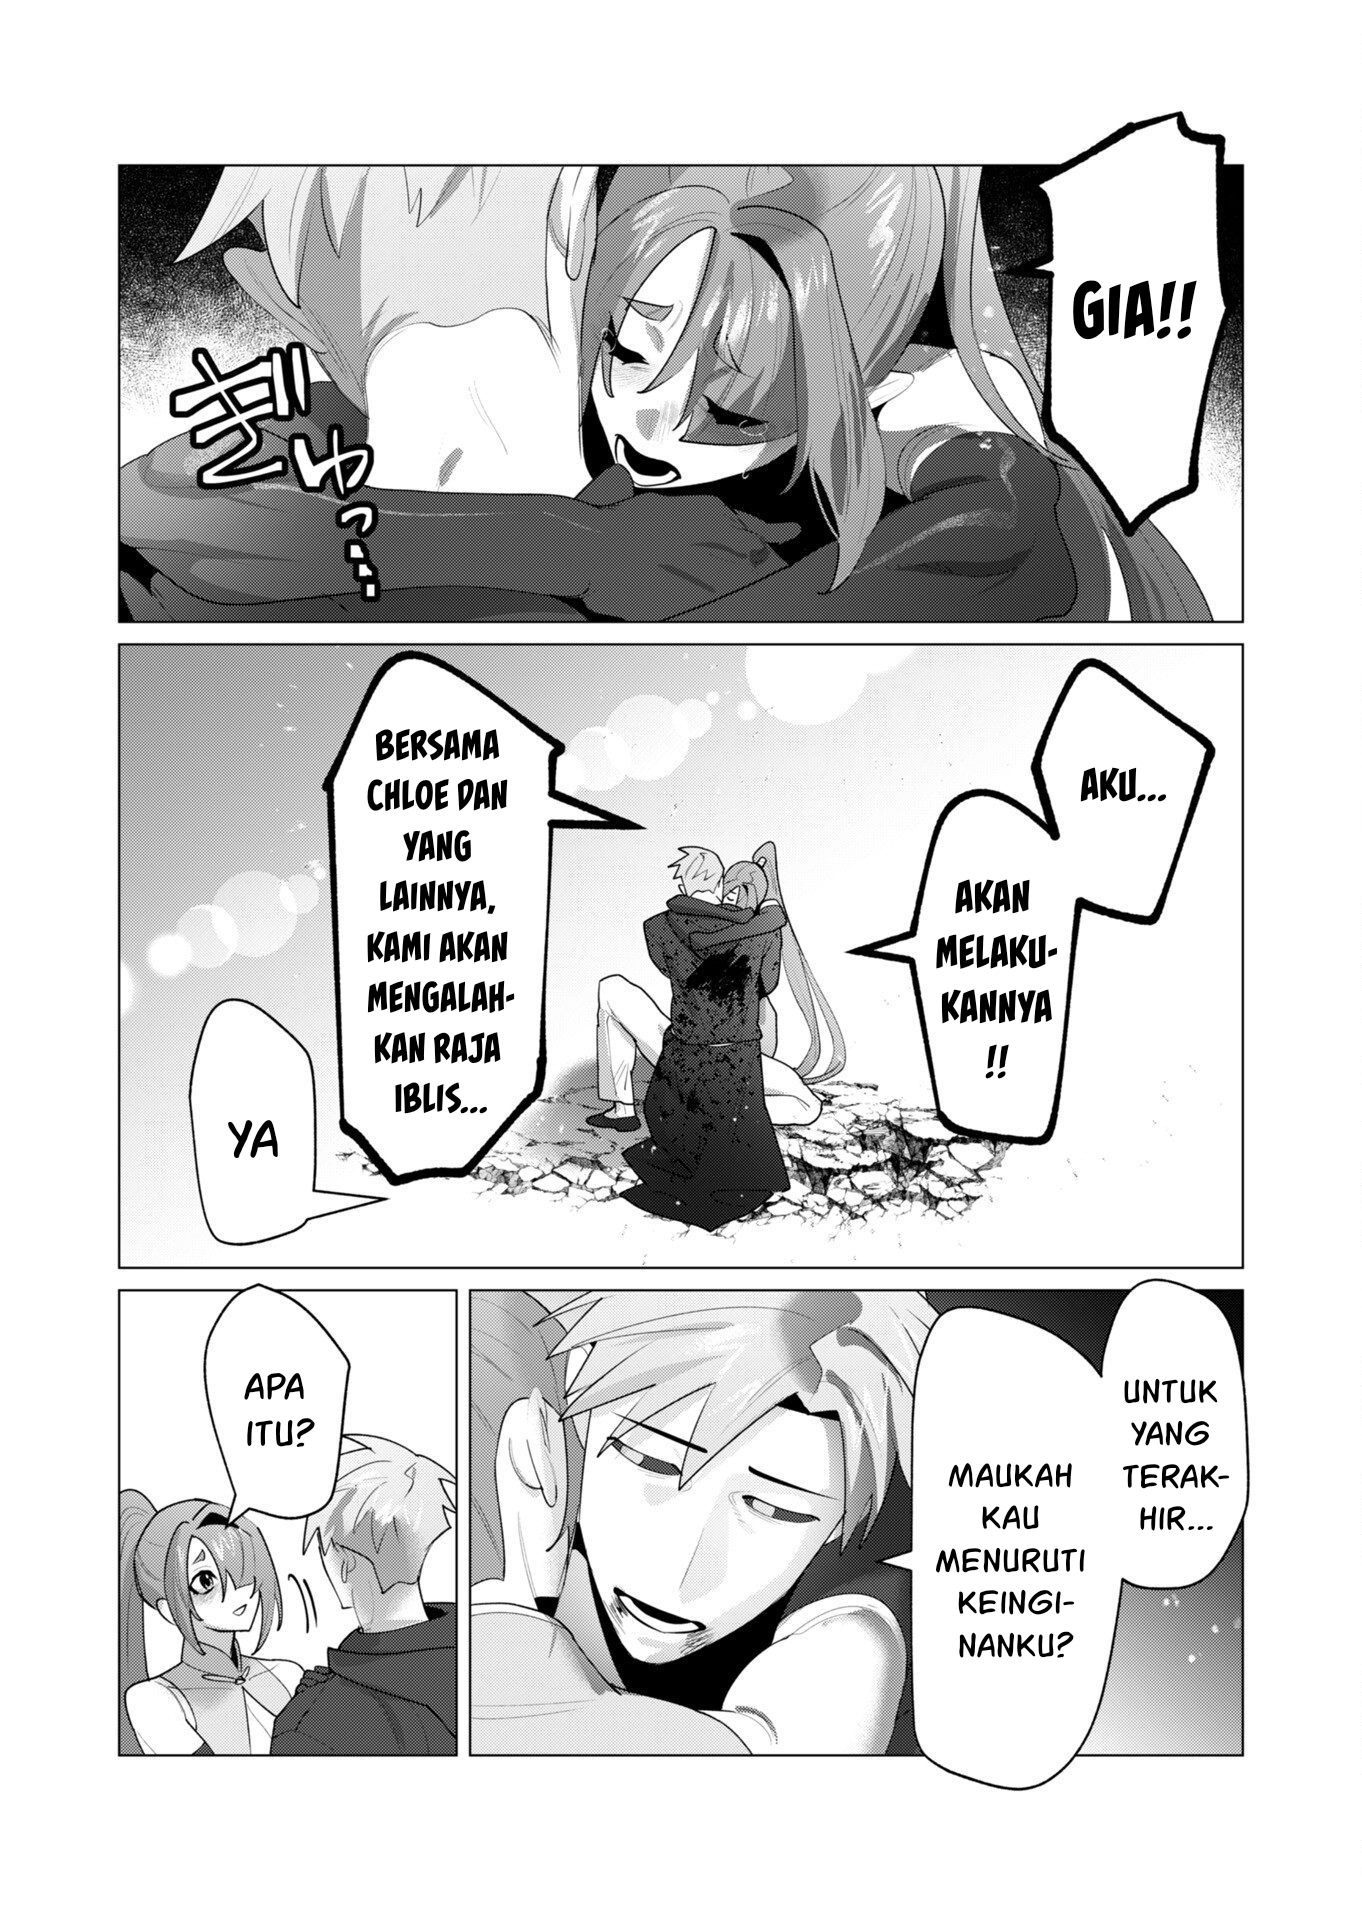 GIA!!
ぎゅっ…
AKU...
AKAN
MELAKU-
KANNYA
!!
BERSAMA
CHLOE DAN
YANG
LAINNYA,
KAMI AKAN
MENGALAH-
KAN RAJA
IBLIS...
YA
UNTUK
YANG
TERAK-
HIR...
MAUKAH
KAU
MENURUTI
KEINGI-
NANKU?
APA
ITU?